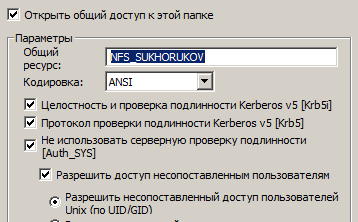 Открыть общий доступ к этой папке
Параметры
Общий
ресурс:
NFS_SUKHORUKOV
Кодировка:
ANSI
Целостность и проверка подлинности Kerberos v5 [Krb5i]
Протокол проверки подлинности Kerberos v5 [Krb5]
Не использовать серверную проверку подлинности
[Auth_SYS]
Разрешить доступ несопоставленным пользователям
Разрешить несопоставленный доступ пользователей
Unix (по UID/GID)